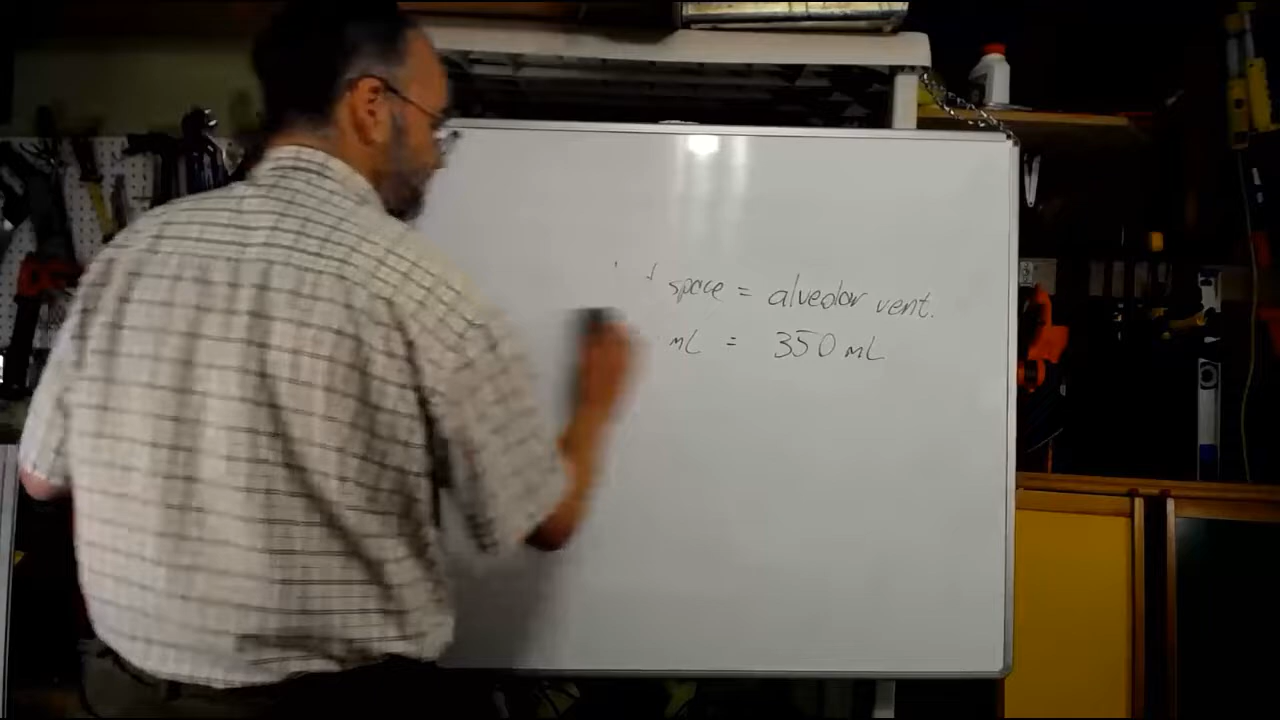 space = alveolar vent.
mL = 350 mL